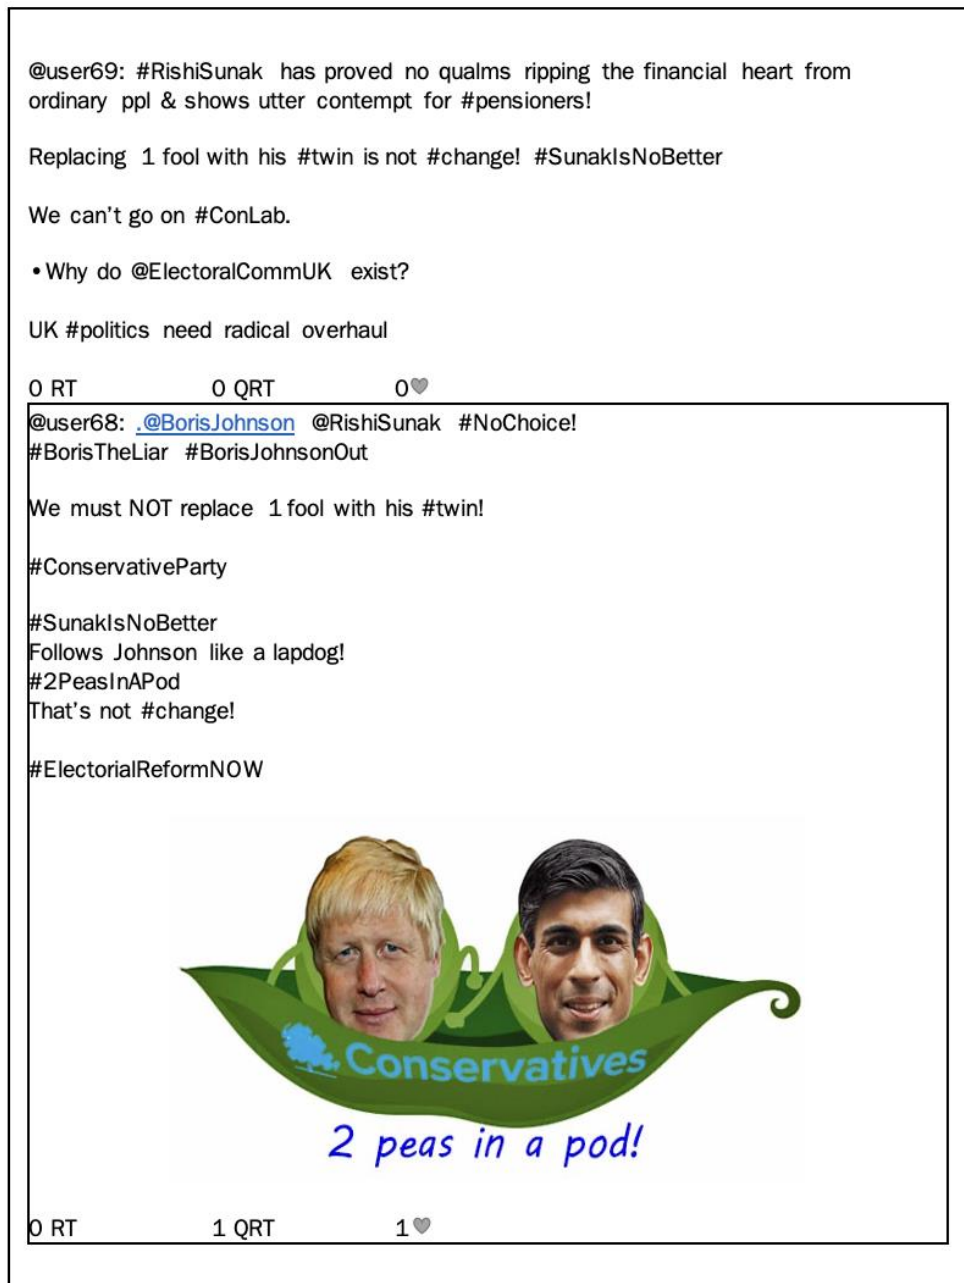 @user69: #RishiSunak has proved no qualms ripping the financial heart from
ordinary ppl & shows utter contempt for #pensioners!
Replacing 1 fool with his #twin is not #change! #SunakIsNoBetter
We can't go on #ConLab.
•Why do @ElectoralCommUK exist?
UK #politics need radical overhaul
0 RT 0 QRT 0🖤
@user68: .@BorisJohnson @RishiSunak #NoChoice!
#BorisTheLiar #BorisJohnsonOut
We must NOT replace 1 fool with his #twin!
#ConservativeParty
#SunakIsNoBetter
Follows Johnson like a lapdog!
#2PeasInAPod
That's not #change!
#ElectorialReformNOW
Conservatives
2 peas in a pod!
0 RT 1 QRT 1🖤